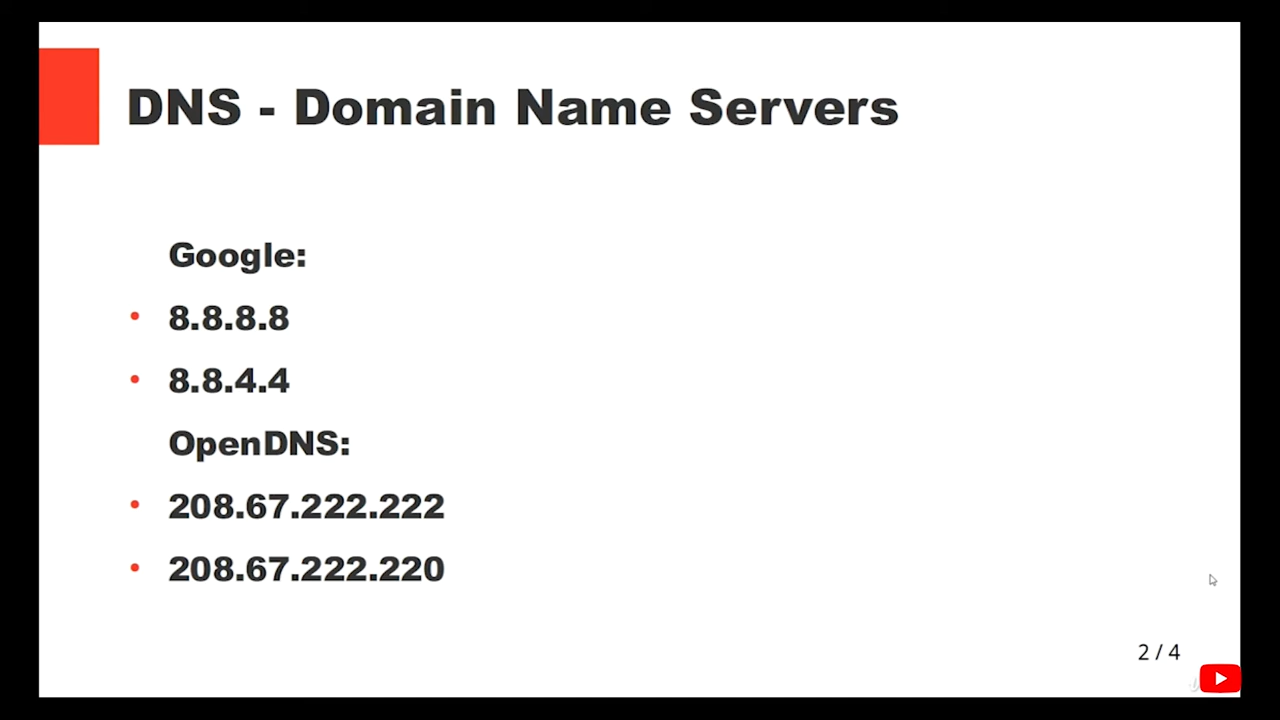 DNS - Domain Name Servers
Google:
• 8.8.8.8
• 8.8.4.4
OpenDNS:
• 208.67.222.222
• 208.67.222.220
2 / 4